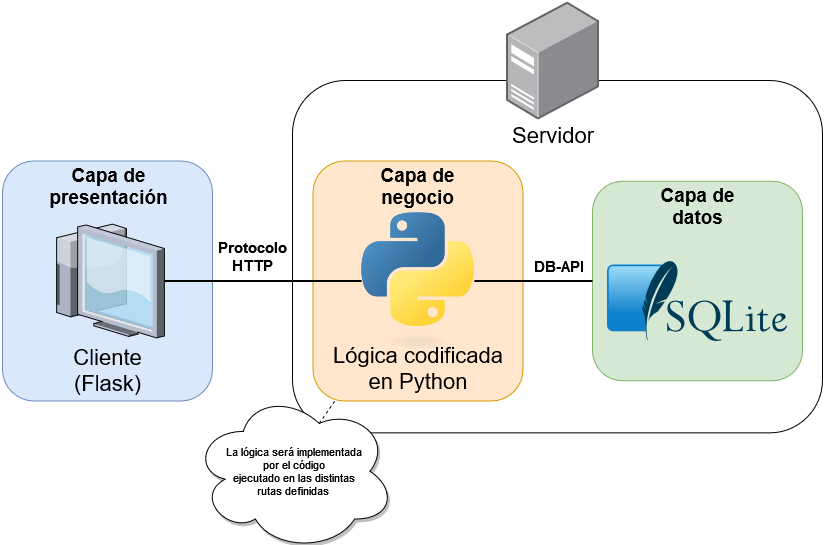 Servidor
Capa de
presentación
Cliente
(Flask)
Protocolo
HTTP
Capa de
negocio
Lógica codificada
en Python
DB-API
Capa de
datos
SQLite
La lógica será implementada
por el código
ejecutado en las distintas
rutas definidas